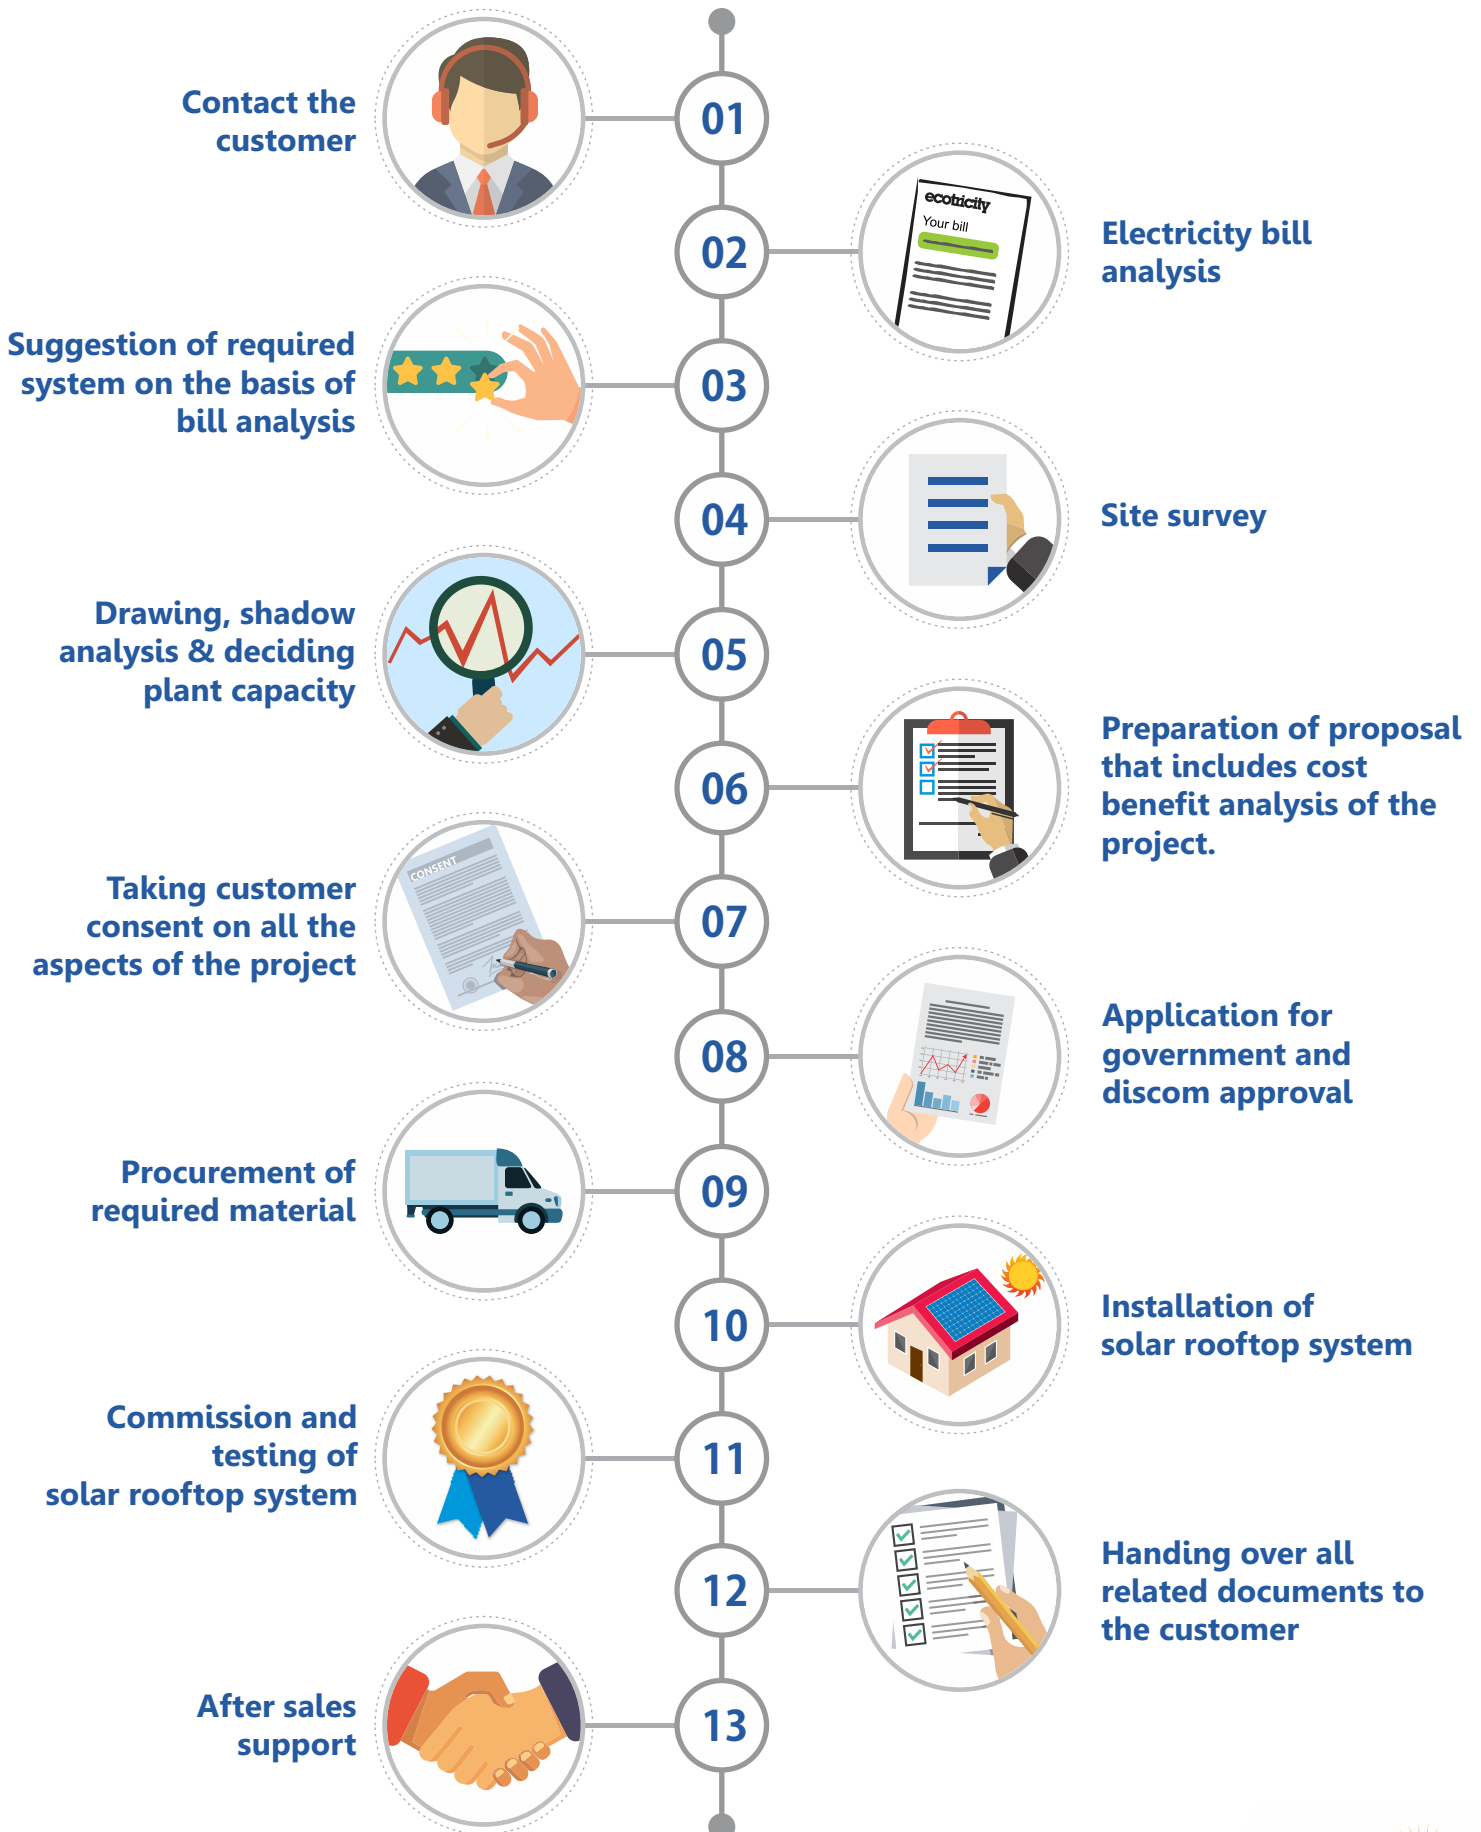 Contact the
customer
01
ecotricity
Your bill
02
Electricity bill
analysis
Suggestion of required
system on the basis of
bill analysis
03
04
Site survey
Drawing, shadow
analysis & deciding
plant capacity
05
06
Preparation of proposal
that includes cost
benefit analysis of the
project.
CONSENT
Taking customer
consent on all the
aspects of the project
07
08
Application for
government and
discom approval
Procurement of
required material
09
10
Installation of
solar rooftop system
Commission and
testing of
solar rooftop system
11
12
Handing over all
related documents to
the customer
After sales
support
13